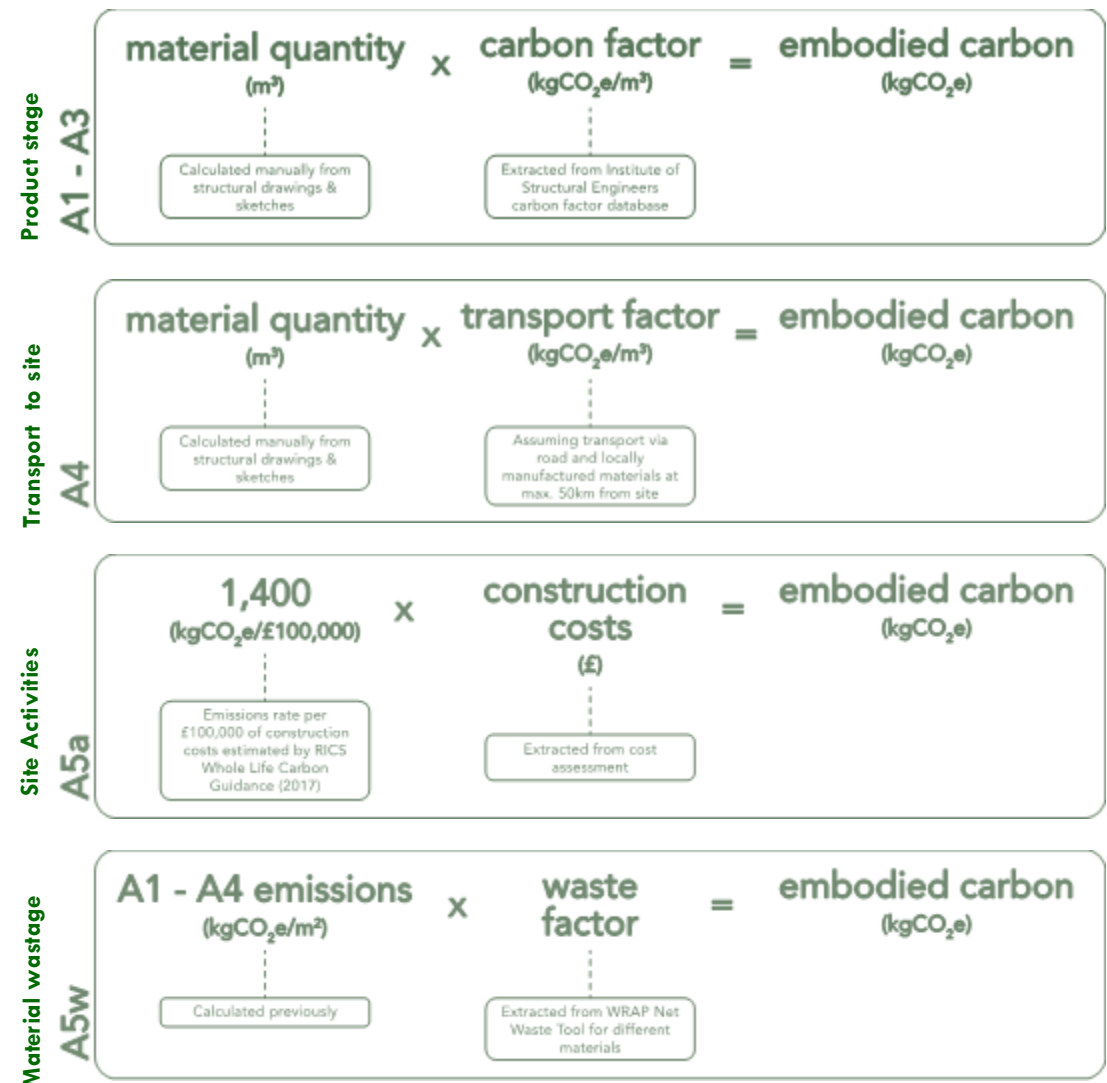 Product stage
A1 - A3
material quantity x carbon factor = embodied carbon
(m³) (kgCO₂e/m³) (kgCO₂e)
Calculated manually from
structural drawings &
sketches
Extracted from Institute of
Structural Engineers
carbon factor database
Transport to site
A4
material quantity x transport factor = embodied carbon
(m³) (kgCO₂e/m³) (kgCO₂e)
Calculated manually from
structural drawings &
sketches
Assuming transport via
road and locally
manufactured materials at
max. 50km from site
Site Activities
A5a
1,400 x construction costs = embodied carbon
(kgCO₂e/£100,000) (£) (kgCO₂e)
Emissions rate per
£100,000 of construction
costs estimated by RICS
Whole Life Carbon
Guidance (2017)
Extracted from cost
assessment
Material wastage
A5w
A1 - A4 emissions x waste factor = embodied carbon
(kgCO₂e/m²) (kgCO₂e)
Calculated previously
Extracted from WRAP Net
Waste Tool for different
materials